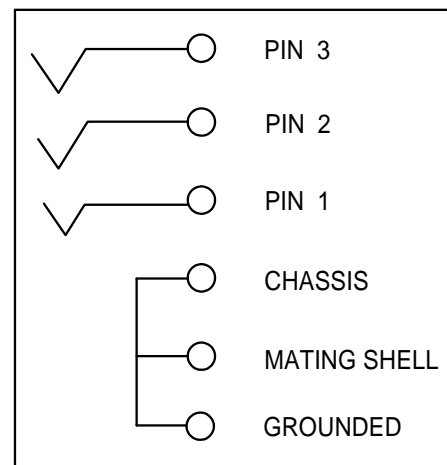 PIN 3
PIN 2
PIN 1
CHASSIS
MATING SHELL
GROUNDED